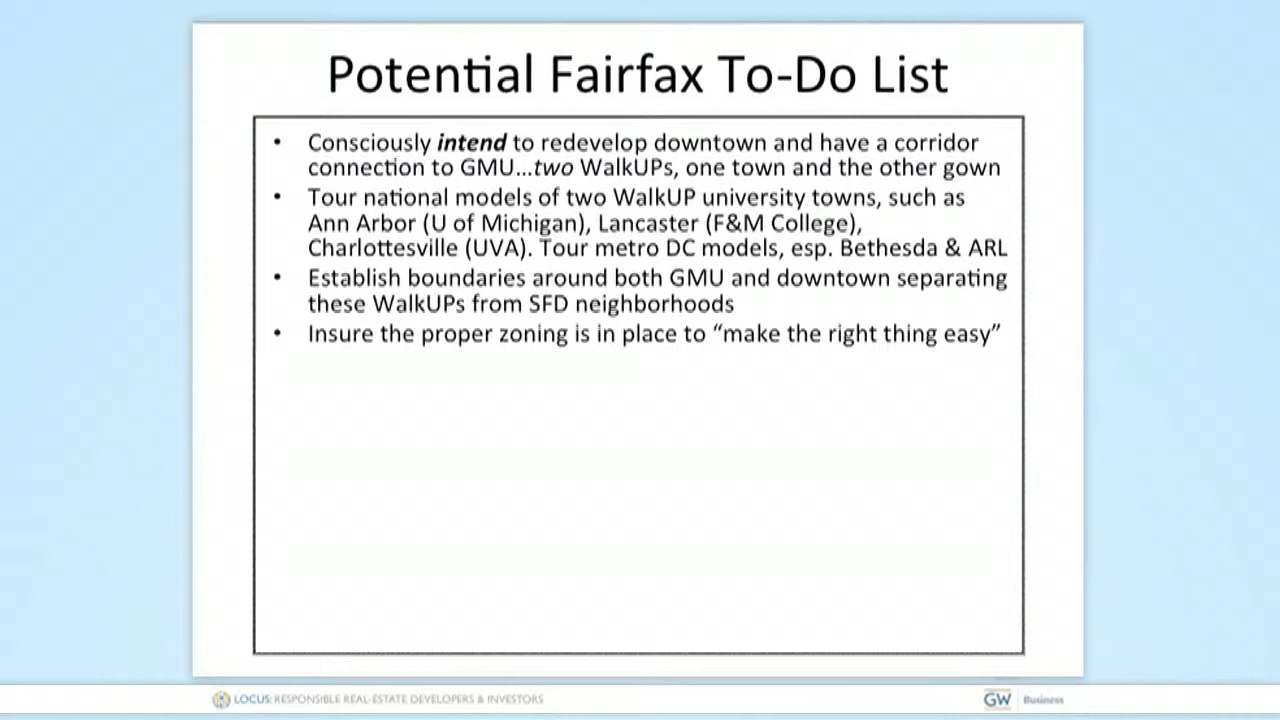 Potential Fairfax To-Do List
• Consciously intend to redevelop downtown and have a corridor
connection to GMU...two WalkUPs, one town and the other gown
• Tour national models of two WalkUP university towns, such as
Ann Arbor (U of Michigan), Lancaster (F&M College),
Charlottesville (UVA). Tour metro DC models, esp. Bethesda & ARL
• Establish boundaries around both GMU and downtown separating
these WalkUPs from SFD neighborhoods
• Insure the proper zoning is in place to “make the right thing easy”
LOCUS: RESPONSIBLE REAL-ESTATE DEVELOPERS & INVESTORS
GW Business